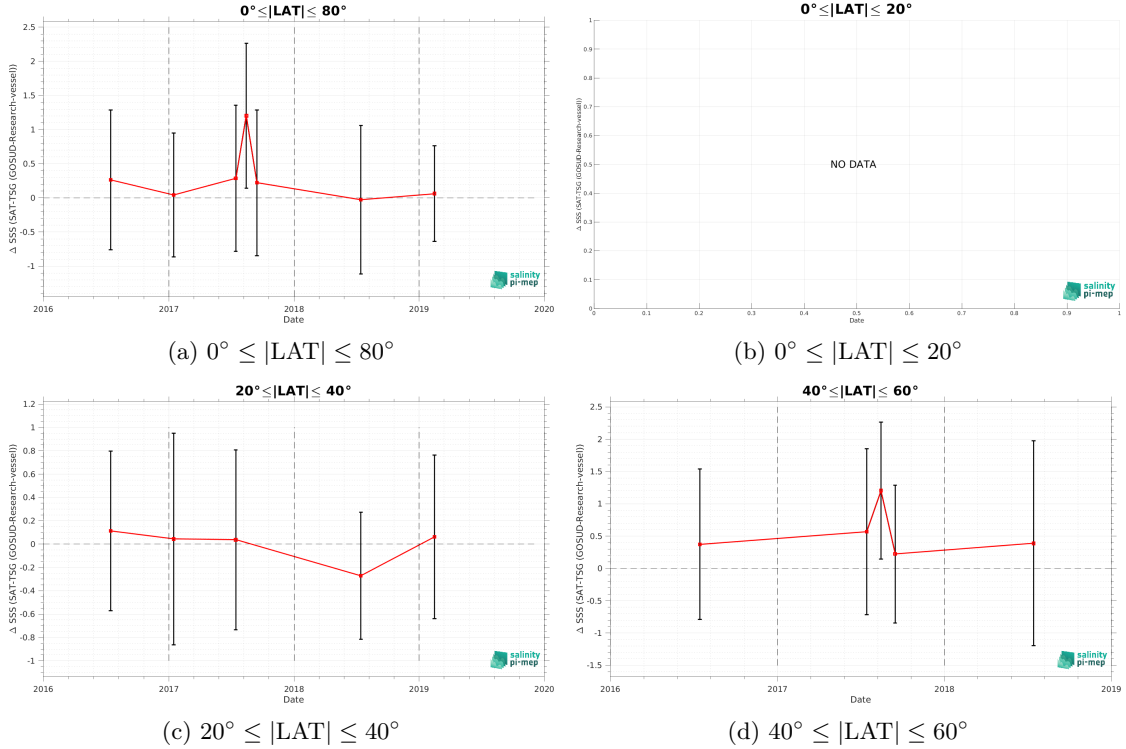 0°≤|LAT|≤ 80°
Δ SSS (SAT-TSG (GOSUD-Research-vessel))
2.5
2
1.5
1
0.5
0
-0.5
-1
2016 2017 2018 2019 2020
Date
salinity
pi-mep
(a) 0° ≤ |LAT| ≤ 80°
0°≤|LAT|≤ 20°
Δ SSS (SAT-TSG (GOSUD-Research-vessel))
1
0.9
0.8
0.7
0.6
0.5
0.4
0.3
0.2
0.1
0
NO DATA
0 0.1 0.2 0.3 0.4 0.5 0.6 0.7 0.8 0.9 1
Date
salinity
pi-mep
(b) 0° ≤ |LAT| ≤ 20°
20°≤|LAT|≤ 40°
Δ SSS (SAT-TSG (GOSUD-Research-vessel))
1.2
1
0.8
0.6
0.4
0.2
0
-0.2
-0.4
-0.6
-0.8
-1
2016 2017 2018 2019 2020
Date
salinity
pi-mep
(c) 20° ≤ |LAT| ≤ 40°
40°≤|LAT|≤ 60°
Δ SSS (SAT-TSG (GOSUD-Research-vessel))
2.5
2
1.5
1
0.5
0
-0.5
-1
-1.5
2016 2017 2018 2019
Date
salinity
pi-mep
(d) 40° ≤ |LAT| ≤ 60°